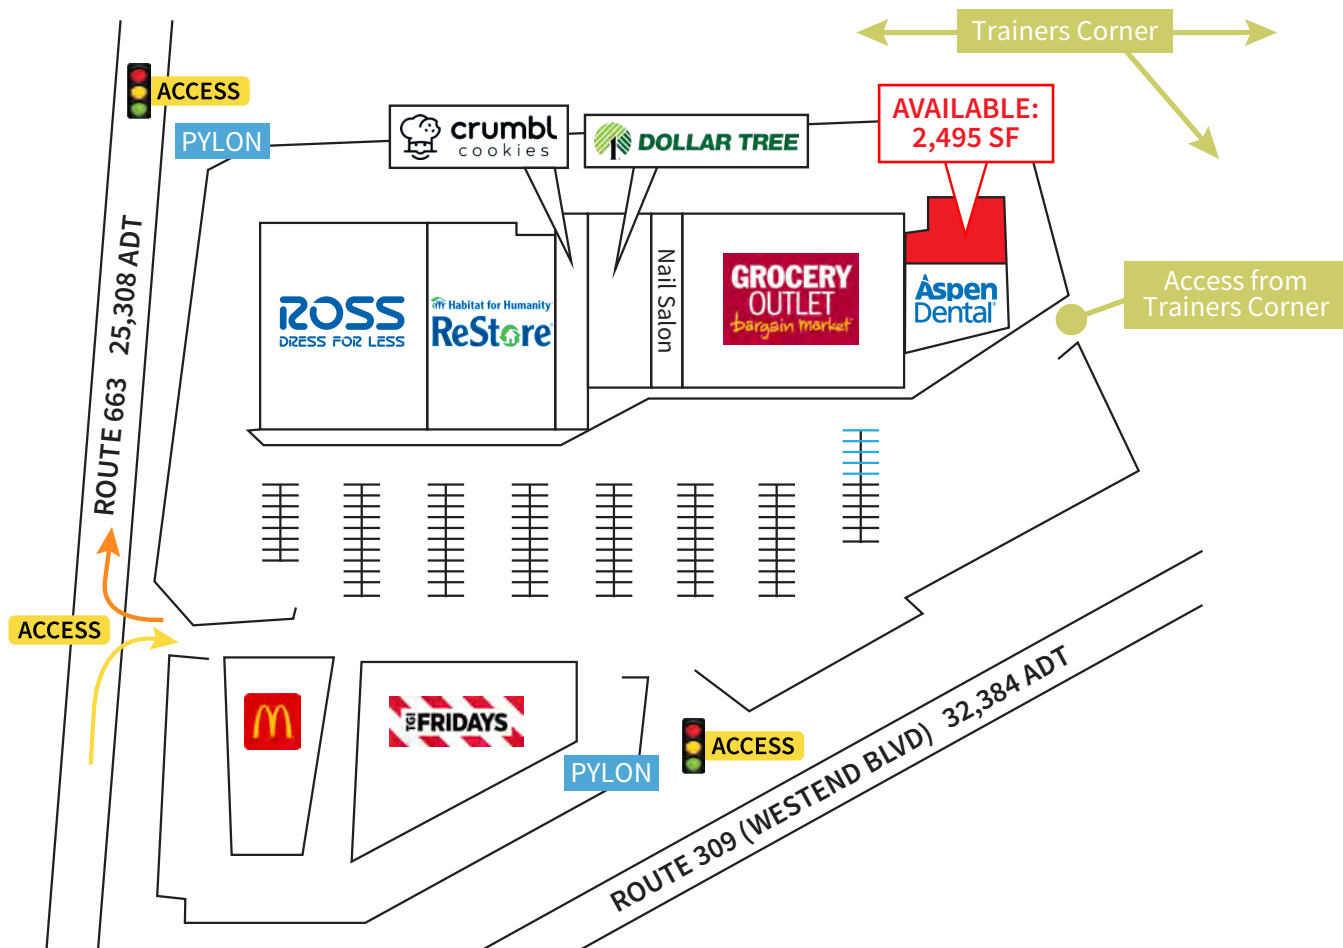 Trainers Corner
ACCESS
PYLON
crumbl
cookies
DOLLAR TREE
AVAILABLE:
2,495 SF
ROUTE 663 25,308 ADT
ROSS
DRESS FOR LESS
Habitat for Humanity
ReStore
Nail Salon
GROCERY
OUTLET
bargain market
Aspen
Dental
Access from
Trainers Corner
ACCESS
TGI FRIDAYS
PYLON
ACCESS
ROUTE 309 (WESTEND BLVD) 32,384 ADT